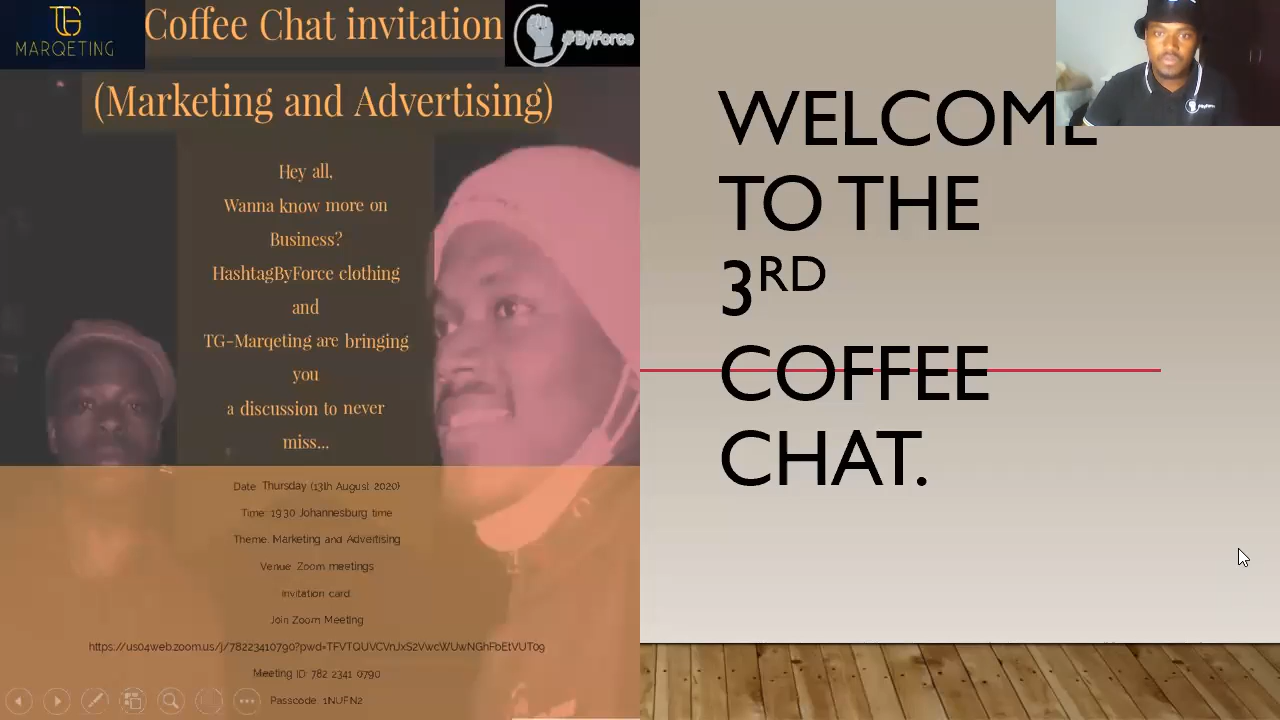 TG
MARQETING
Coffee Chat invitation
#ByForce
(Marketing and Advertising)
Hey all,
Wanna know more on
Business?
HashtagByForce clothing
and
TG-Marqeting are bringing
you
a discussion to never
miss...
Date: Thursday (13th August 2020)
Time: 1930 Johannesburg time
Theme: Marketing and Advertising
Venue: Zoom meetings
invitation card
Join Zoom Meeting
Meeting ID: 782 2341 0790
Passcode: 1NUFN2
WELCOME
TO THE
3RD
COFFEE
CHAT.